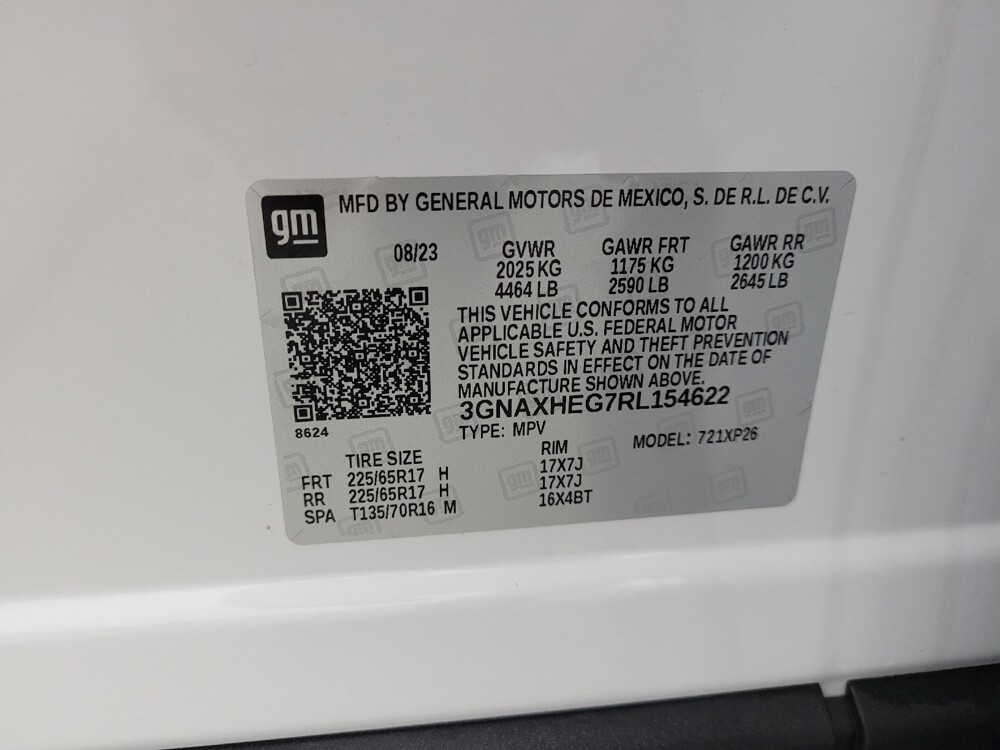 gm MFD BY GENERAL MOTORS DE MEXICO, S. DE R.L. DE C.V.
08/23 GVWR GAWR FRT GAWR RR
2025 KG 1175 KG 1200 KG
4464 LB 2590 LB 2645 LB
THIS VEHICLE CONFORMS TO ALL
APPLICABLE U.S. FEDERAL MOTOR
VEHICLE SAFETY AND THEFT PREVENTION
STANDARDS IN EFFECT ON THE DATE OF
MANUFACTURE SHOWN ABOVE.
3GNAXHEG7RL154622
8624
TYPE: MPV MODEL: 721XP26
TIRE SIZE RIM
FRT 225/65R17 H 17X7J
RR 225/65R17 H 17X7J
SPA T135/70R16 M 16X4BT